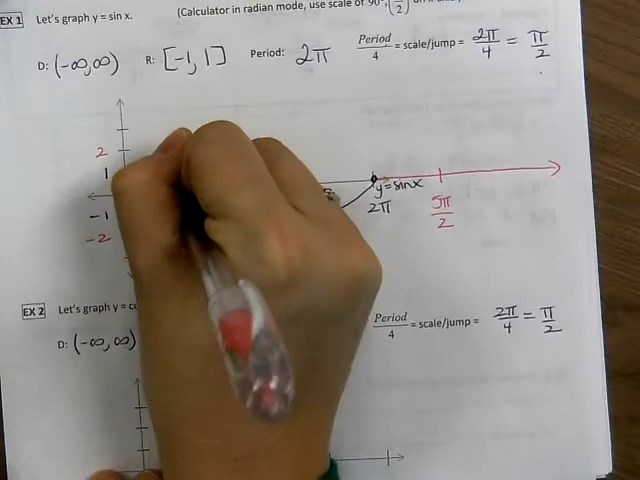 EX 1 Let's graph y = sin x. (Calculator in radian mode, use scale of 90°,(π/2)
D: (-∞,∞) R: [-1, 1] Period: 2π Period/4 = scale/jump = 2π/4 = π/2
2
1
-1
-2
y=sinx
2π
5π/2
EX 2 Let's graph y =
D: (-∞, ∞) Period/4 = scale/jump = 2π/4 = π/2